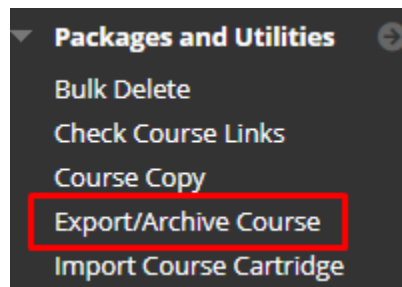 Packages and Utilities
Bulk Delete
Check Course Links
Course Copy
Export/Archive Course
Import Course Cartridge